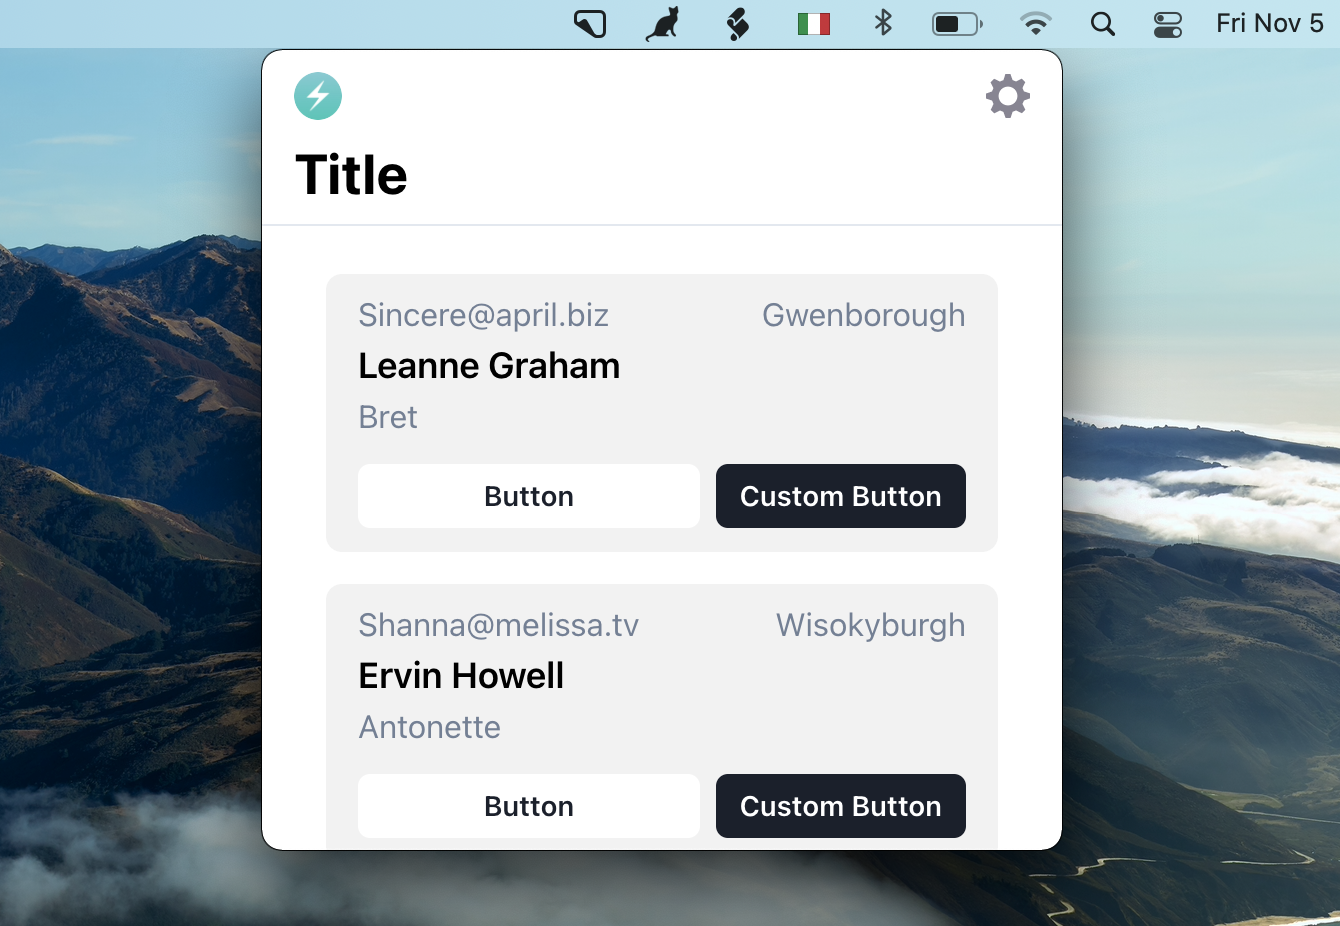 Fri Nov 5
Title
Sincere@april.biz Gwenborough
Leanne Graham
Bret
Button Custom Button
Shanna@melissa.tv Wisokyburgh
Ervin Howell
Antonette
Button Custom Button